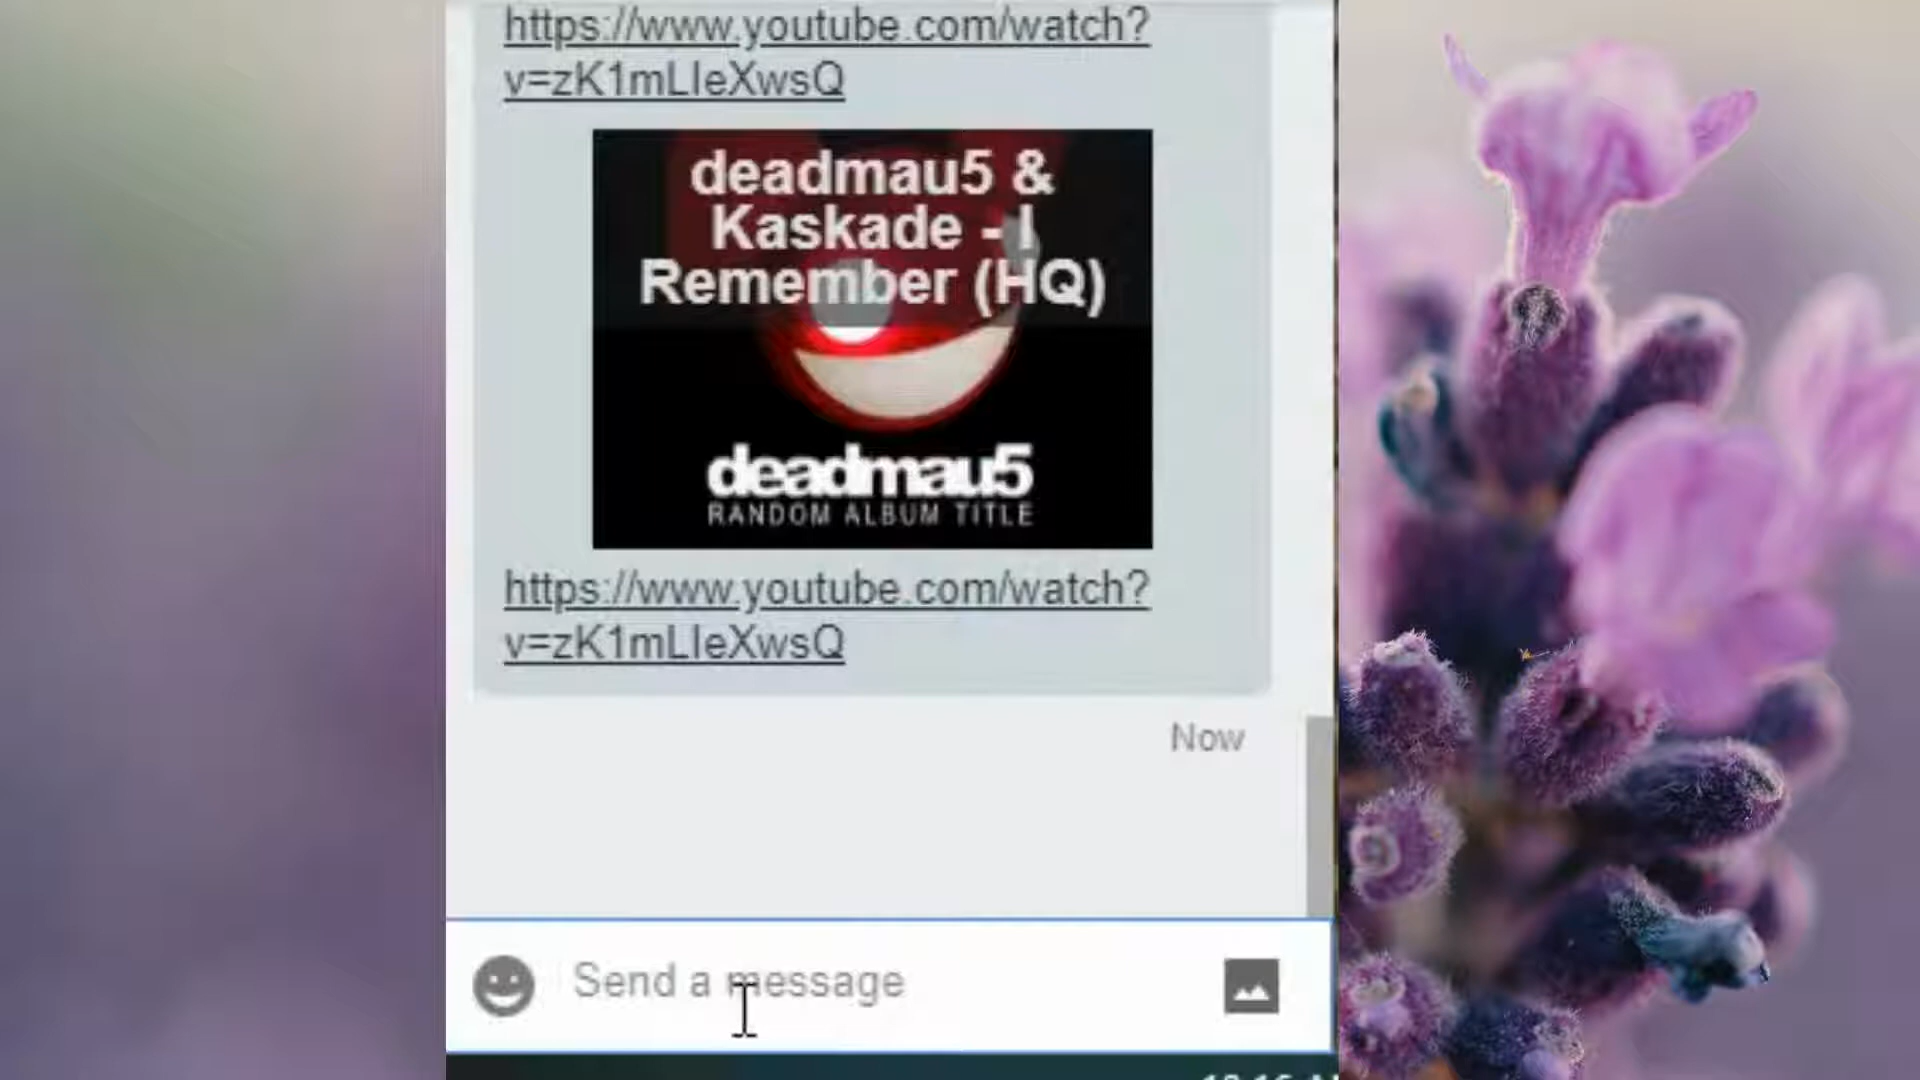 https://www.youtube.com/watch?
v=zK1mLIeXwsQ
deadmau5 &
Kaskade - I
Remember (HQ)
deadmau5
RANDOM ALBUM TITLE
https://www.youtube.com/watch?
v=zK1mLIeXwsQ
Now
Send a message